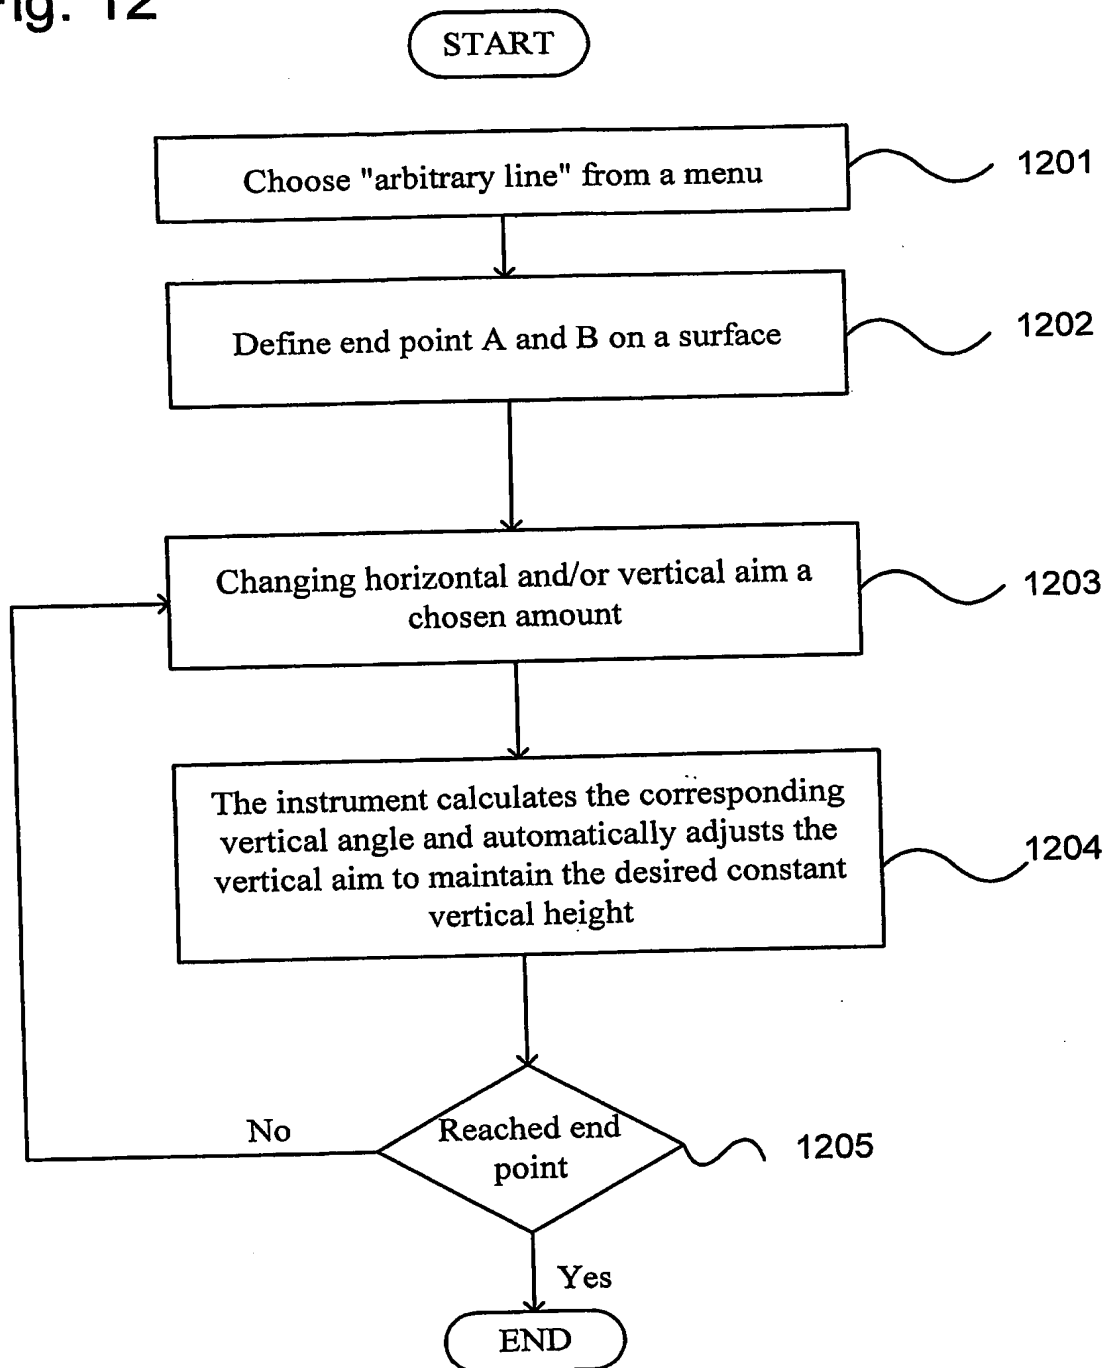 Fig. 12
START
Choose "arbitrary line" from a menu
1201
Define end point A and B on a surface
1202
Changing horizontal and/or vertical aim a
chosen amount
1203
The instrument calculates the corresponding
vertical angle and automatically adjusts the
vertical aim to maintain the desired constant
vertical height
1204
Reached end
point
1205
No
Yes
END